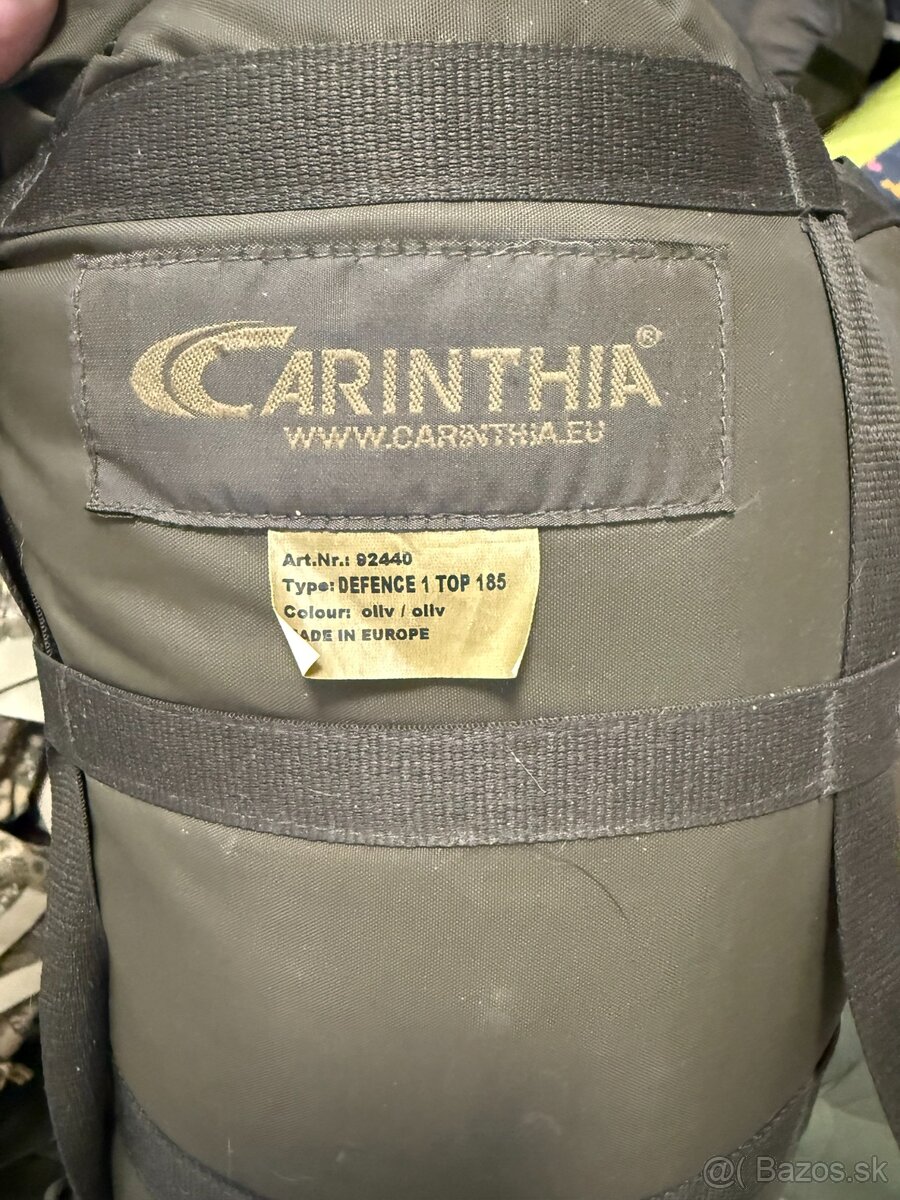 CARINTHIA®
WWW.CARINTHIA.EU
Art.Nr.: 92440
Type: DEFENCE 1 TOP 185
Colour: oliv / oliv
ADE IN EUROPE
@( Bazos.sk